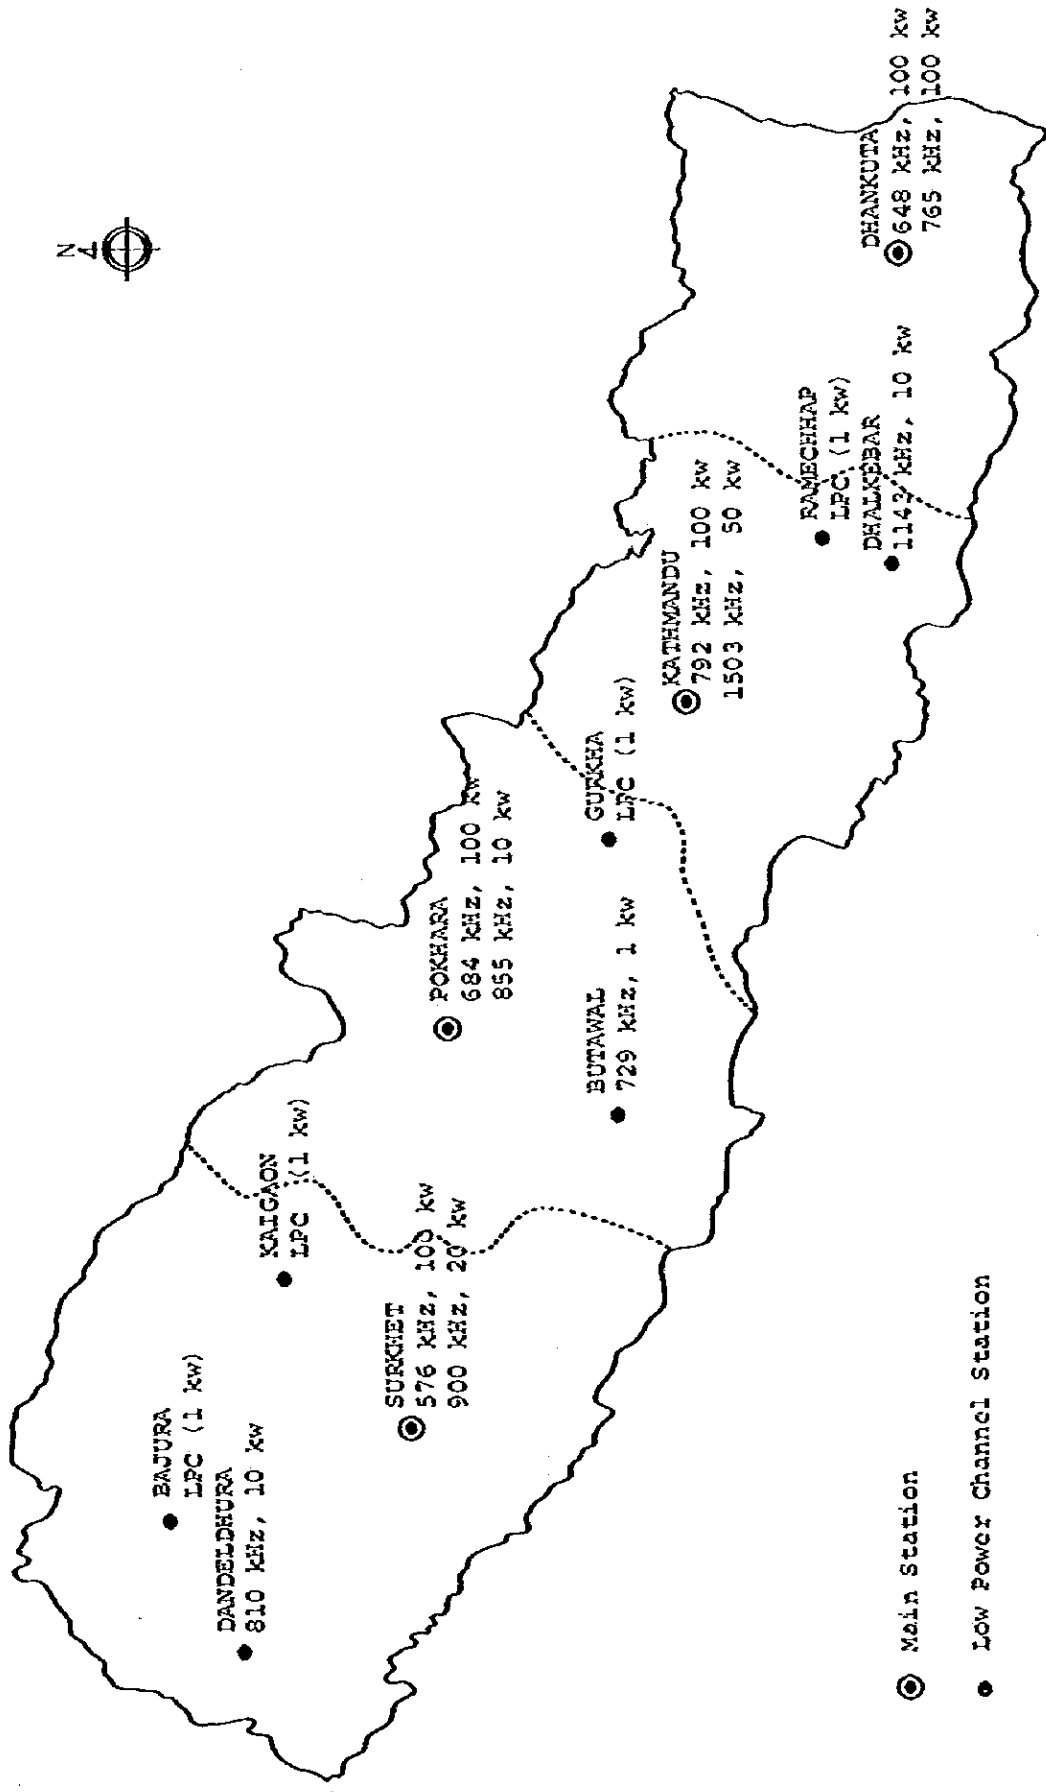 N
BAJURA
LPC (1 kw)
DANDELDHURA
810 kHz, 10 kw
KAIGAON
LPC (1 kw)
SURKHET
576 kHz, 100 kw
900 kHz, 20 kw
POKHARA
684 kHz, 100 kw
855 kHz, 10 kw
BUTAWAL
729 kHz, 1 kw
GURKHA
LPC (1 kw)
KATHMANDU
792 kHz, 100 kw
1503 kHz, 50 kw
RAMECHHAP
LPC (1 kw)
DHALKEBAR
1143 kHz, 10 kw
DHANKUTA
648 kHz, 100 kw
765 kHz, 100 kw
Main Station
Low Power Channel Station